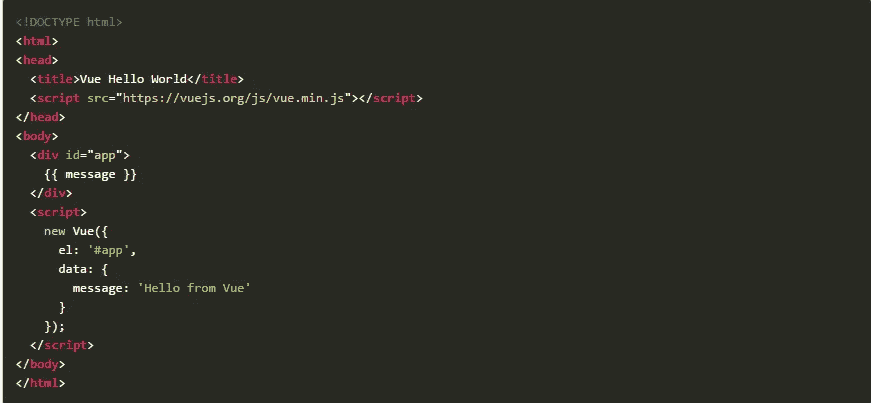 <!DOCTYPE html>
<html>
<head>
  <title>Vue Hello World</title>
  <script src="https://vuejs.org/js/vue.min.js"></script>
</head>
<body>
  <div id="app">
    {{ message }}
  </div>
  <script>
    new Vue({
      el: '#app',
      data: {
        message: 'Hello from Vue'
      }
    });
  </script>
</body>
</html>